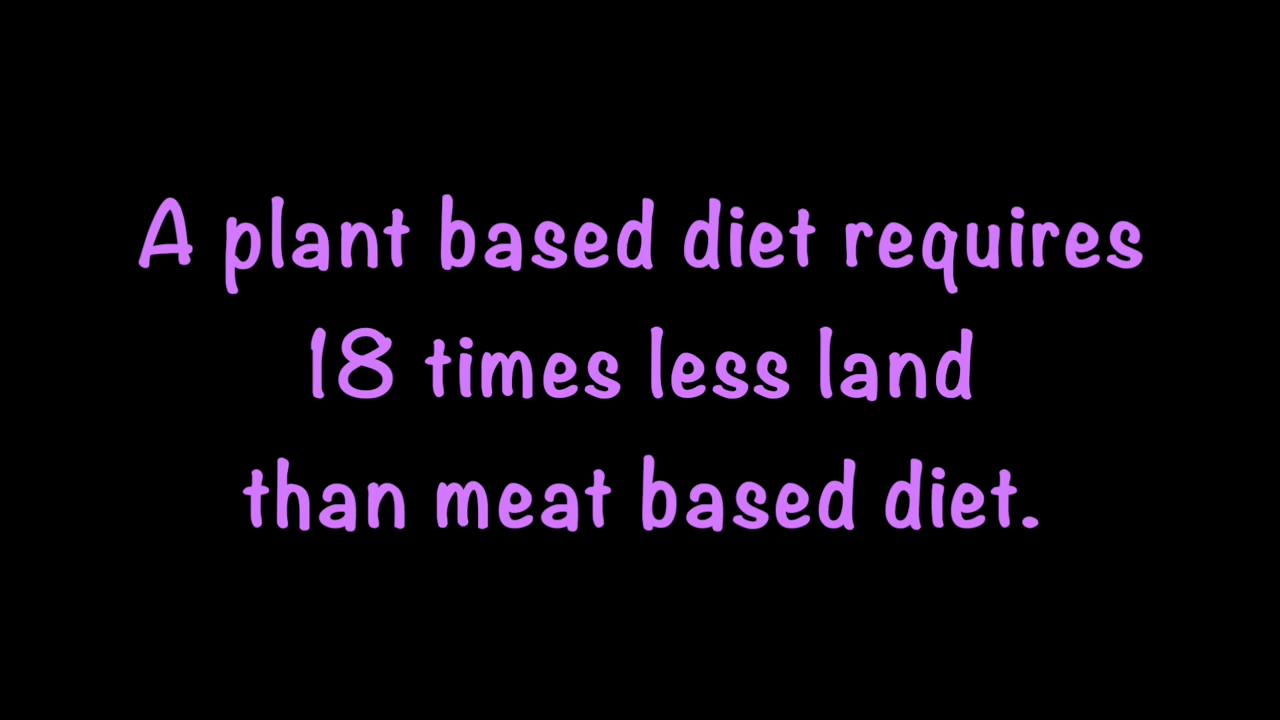 A plant based diet requires
18 times less land
than meat based diet.